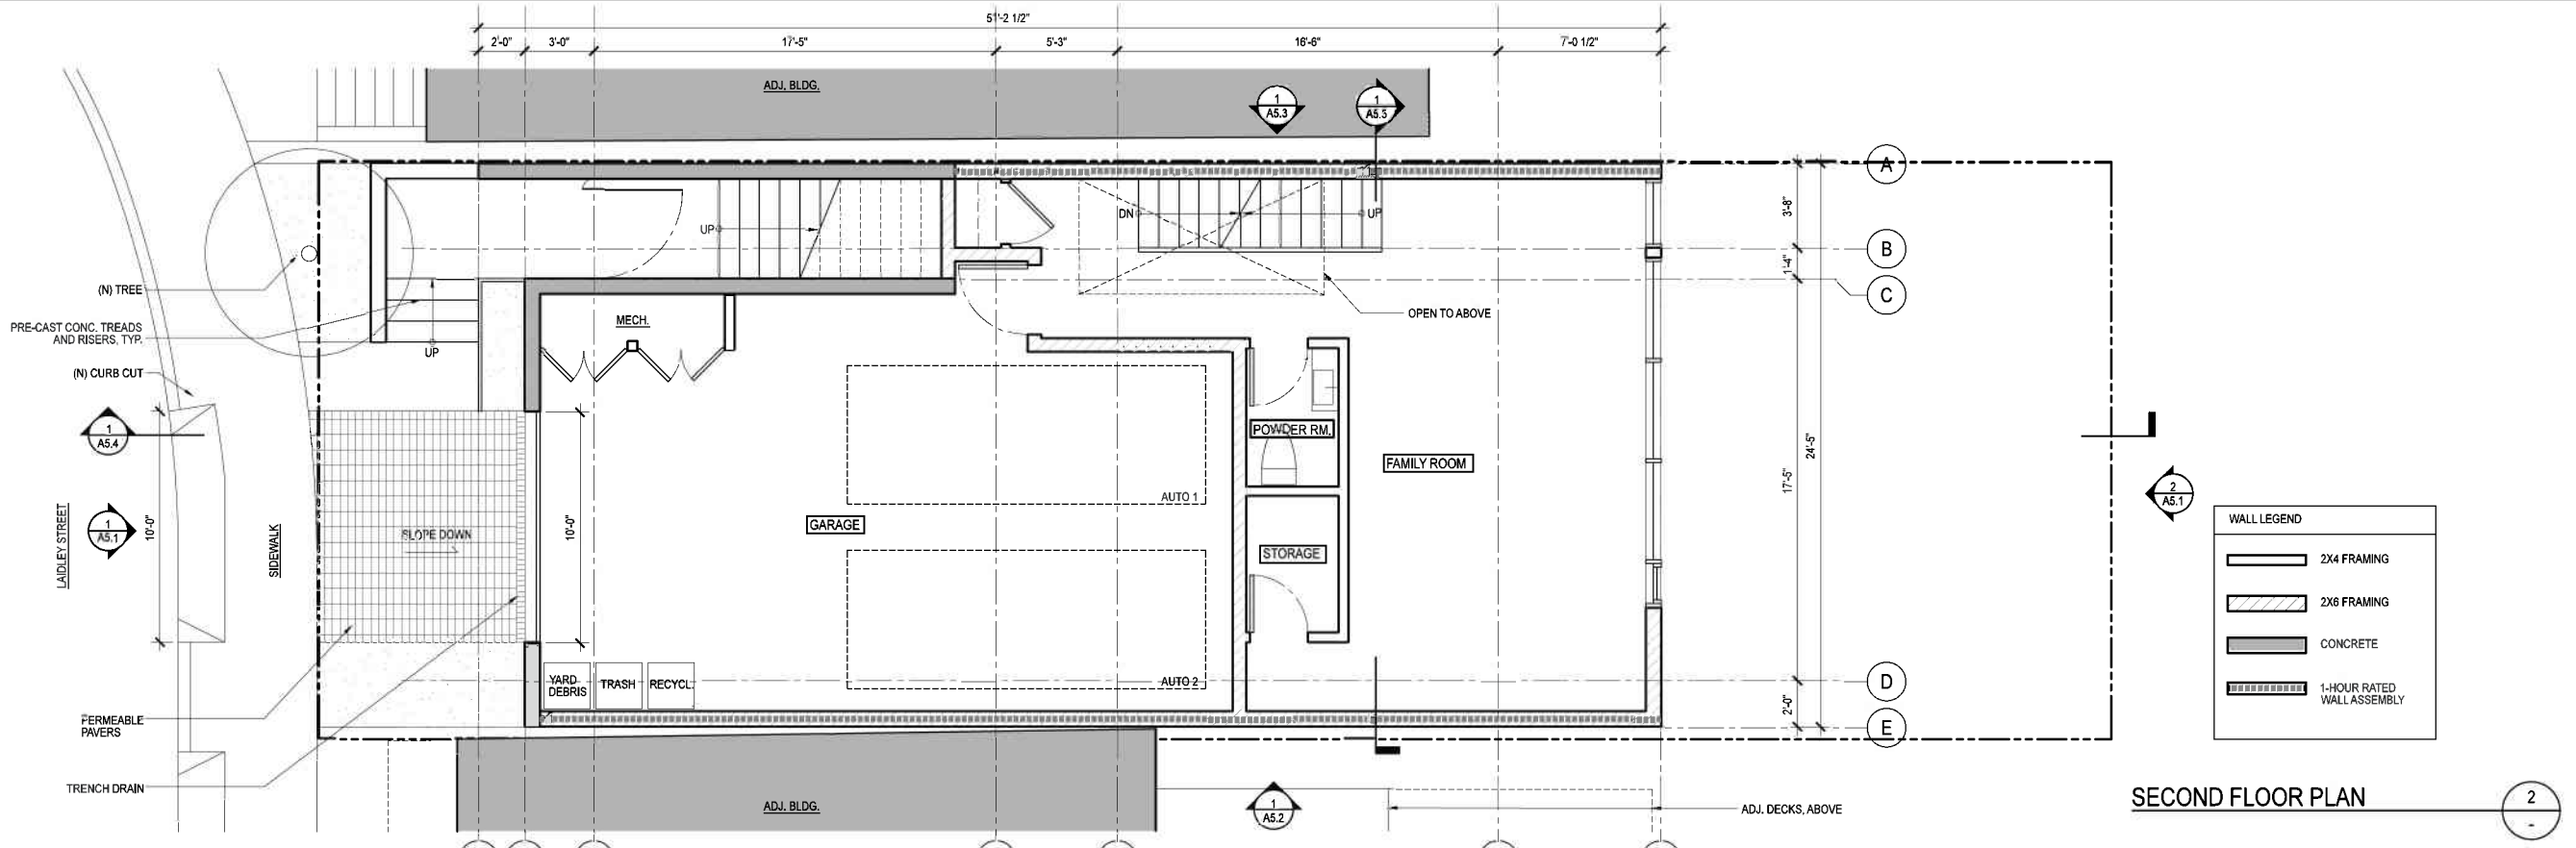 51'-2 1/2"
2'-0"
3'-0"
17'-5"
5'-3"
16'-6"
7'-0 1/2"
ADJ. BLDG.
1
A5.3
1
A5.5
A
3'-8"
UP
DN
UP
B
1'-4"
C
(N) TREE
PRE-CAST CONC. TREADS
AND RISERS, TYP.
UP
MECH.
OPEN TO ABOVE
(N) CURB CUT
1
A5.4
POWDER RM.
FAMILY ROOM
24'-5"
17'-5"
AUTO 1
2
A5.1
LAIDLEY STREET
1
A5.1
10'-0"
SIDEWALK
SLOPE DOWN
10'-0"
GARAGE
STORAGE
WALL LEGEND
2X4 FRAMING
2X6 FRAMING
CONCRETE
1-HOUR RATED
WALL ASSEMBLY
YARD
DEBRIS
TRASH
RECYCL.
AUTO 2
D
2'-0"
E
PERMEABLE
PAVERS
TRENCH DRAIN
ADJ. BLDG.
1
A5.2
ADJ. DECKS, ABOVE
SECOND FLOOR PLAN
2
-